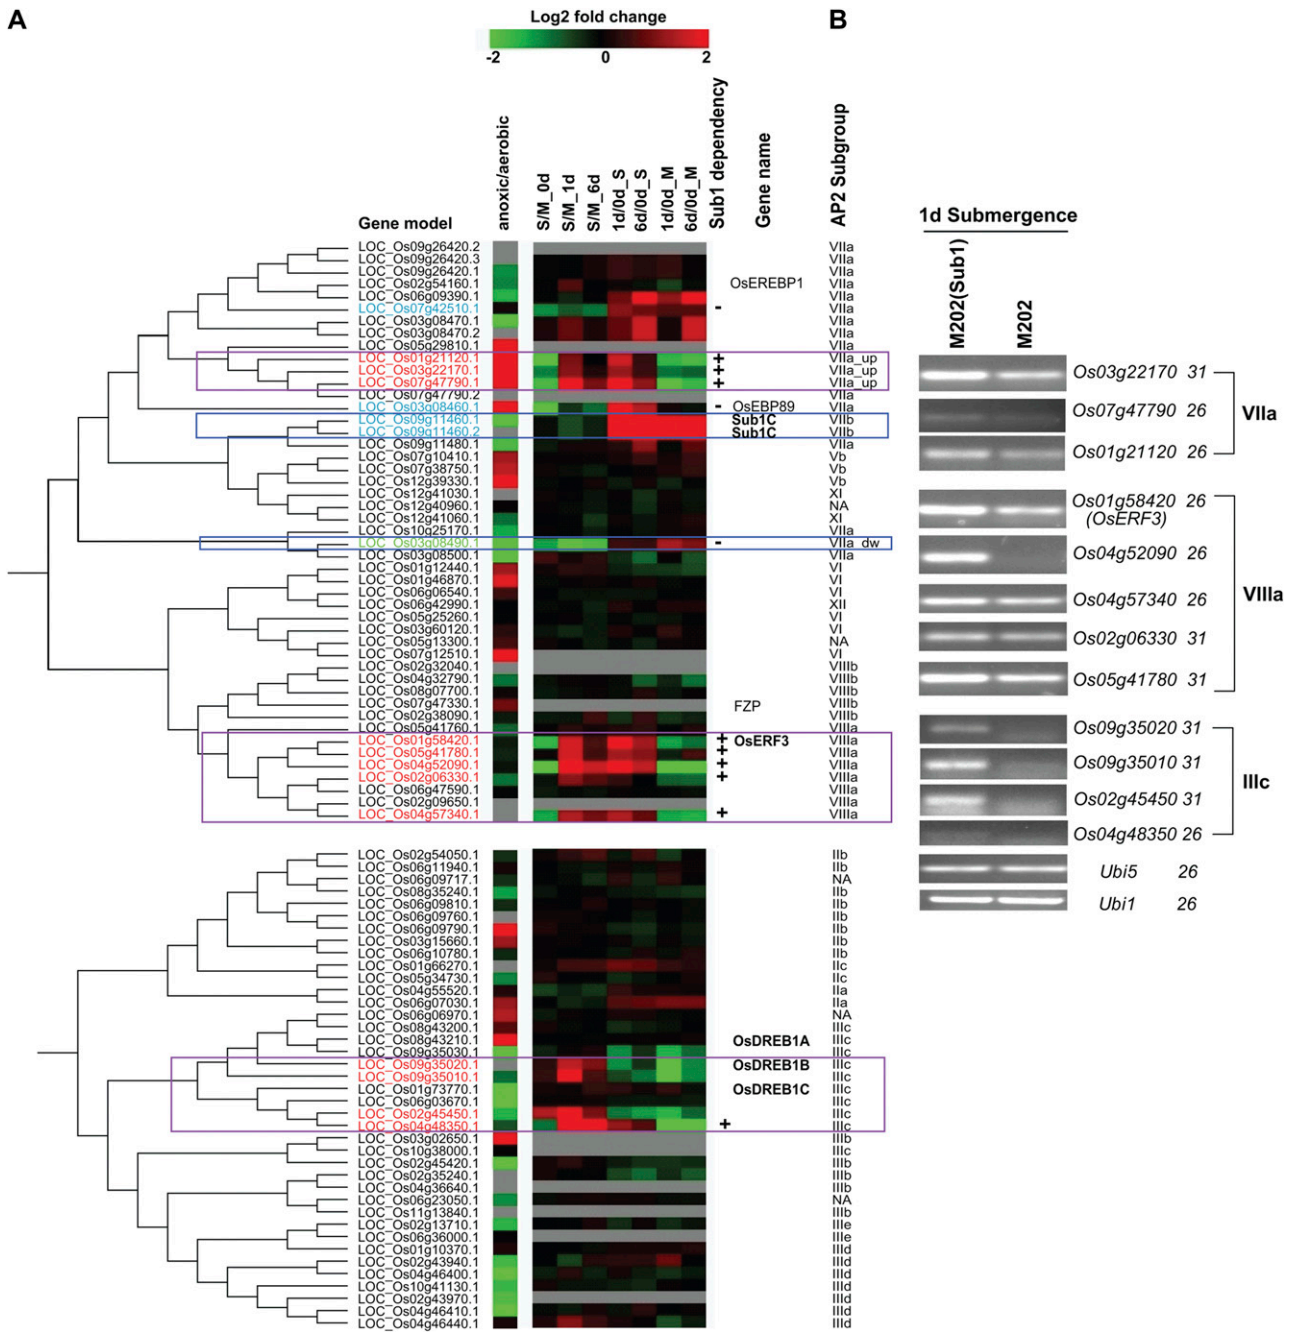 A
Log2 fold change
-2 0 2
B
Gene model
anoxic/aerobic
S/M_0d
S/M_1d
S/M_6d
1d/0d_S
6d/0d_S
1d/0d_M
6d/0d_M
Sub1 dependency
Gene name
AP2 Subgroup
LOC_Os09g26420.2 VIIa
LOC_Os09g26420.3 VIIa
LOC_Os09g26420.1 VIIa
LOC_Os02g54160.1 OsEREBP1 VIIa
LOC_Os06g09390.1 VIIa
LOC_Os07g42510.1 - VIIa
LOC_Os03g08470.1 VIIa
LOC_Os03g08470.2 VIIa
LOC_Os05g29810.1 VIIa
LOC_Os01g21120.1 + VIIa_up
LOC_Os03g22170.1 + VIIa_up
LOC_Os07g47790.1 + VIIa_up
LOC_Os07g47790.2 VIIa
LOC_Os03g08460.1 - OsEBP89 VIIa
LOC_Os09g11460.1 Sub1C VIIb
LOC_Os09g11460.2 Sub1C VIIb
LOC_Os09g11480.1 VIIa
LOC_Os07g10410.1 Vb
LOC_Os07g38750.1 Vb
LOC_Os12g39330.1 Vb
LOC_Os12g41030.1 XI
LOC_Os12g40960.1 NA
LOC_Os12g41060.1 XI
LOC_Os10g25170.1 VIIa
LOC_Os03g08490.1 - VIIa_dw
LOC_Os03g08500.1 VIIa
LOC_Os01g12440.1 VI
LOC_Os01g46870.1 VI
LOC_Os06g06540.1 VI
LOC_Os06g42990.1 XII
LOC_Os05g25260.1 VI
LOC_Os03g60120.1 VI
LOC_Os05g13300.1 NA
LOC_Os07g12510.1 VI
LOC_Os02g32040.1 VIIIb
LOC_Os04g32790.1 VIIIb
LOC_Os08g07700.1 VIIIb
LOC_Os07g47330.1 FZP VIIIb
LOC_Os02g38090.1 VIIIb
LOC_Os05g41760.1 VIIIa
LOC_Os01g58420.1 + OsERF3 VIIIa
LOC_Os05g41780.1 + VIIIa
LOC_Os04g52090.1 + VIIIa
LOC_Os02g06330.1 + VIIIa
LOC_Os06g47590.1 VIIIa
LOC_Os02g09650.1 VIIIa
LOC_Os04g57340.1 + VIIIa
LOC_Os02g54050.1 IIb
LOC_Os06g11940.1 IIb
LOC_Os06g09717.1 NA
LOC_Os08g35240.1 IIb
LOC_Os06g09810.1 IIb
LOC_Os06g09760.1 IIb
LOC_Os06g09790.1 IIb
LOC_Os03g15660.1 IIb
LOC_Os06g10780.1 IIb
LOC_Os01g66270.1 IIc
LOC_Os05g34730.1 IIc
LOC_Os04g55520.1 IIa
LOC_Os06g07030.1 IIa
LOC_Os06g06970.1 NA
LOC_Os08g43200.1 IIIc
LOC_Os08g43210.1 OsDREB1A IIIc
LOC_Os09g35030.1 IIIc
LOC_Os09g35020.1 OsDREB1B IIIc
LOC_Os09g35010.1 IIIc
LOC_Os01g73770.1 OsDREB1C IIIc
LOC_Os06g03670.1 IIIc
LOC_Os02g45450.1 IIIc
LOC_Os04g48350.1 + IIIc
LOC_Os03g02650.1 IIIb
LOC_Os10g38000.1 IIIc
LOC_Os02g45420.1 IIIb
LOC_Os02g35240.1 IIIb
LOC_Os04g36640.1 IIIb
LOC_Os06g23050.1 NA
LOC_Os11g13840.1 IIIb
LOC_Os02g13710.1 IIIe
LOC_Os06g36000.1 IIIe
LOC_Os01g10370.1 IIId
LOC_Os02g43940.1 IIId
LOC_Os04g46400.1 IIId
LOC_Os10g41130.1 IIId
LOC_Os02g43970.1 IIId
LOC_Os04g46410.1 IIId
LOC_Os04g46440.1 IIId
1d Submergence
M202(Sub1)
M202
Os03g22170 31
Os07g47790 26
Os01g21120 26
VIIa
Os01g58420 26
(OsERF3)
Os04g52090 26
Os04g57340 26
Os02g06330 31
Os05g41780 31
VIIIa
Os09g35020 31
Os09g35010 31
Os02g45450 31
Os04g48350 26
IIIc
Ubi5 26
Ubi1 26